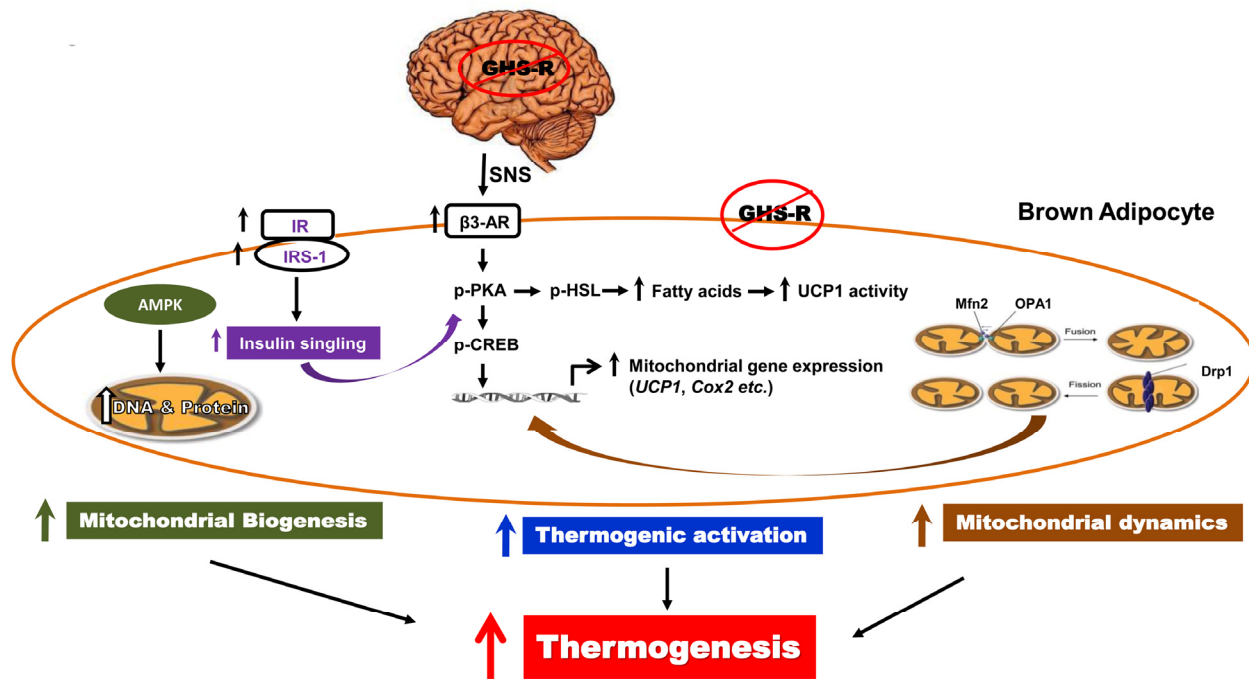 GHS-R
SNS
GHS-R
Brown Adipocyte
IR
β3-AR
IRS-1
AMPK
p-PKA
p-HSL
Fatty acids
UCP1 activity
Mfn2
OPA1
Insulin singling
p-CREB
Fusion
Mitochondrial gene expression
(UCP1, Cox2 etc.)
Drp1
Fission
DNA & Protein
Mitochondrial Biogenesis
Thermogenic activation
Mitochondrial dynamics
Thermogenesis